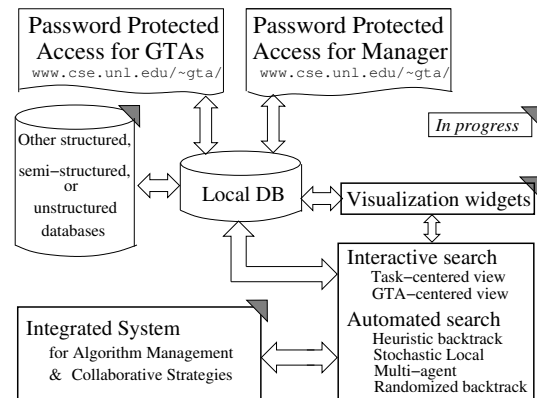 Password Protected
Access for GTAs
www.cse.unl.edu/~gta/
Password Protected
Access for Manager
www.cse.unl.edu/~gta/
Other structured,
semi-structured,
or
unstructured
databases
In progress
Local DB
Visualization widgets
Interactive search
Task-centered view
GTA-centered view
Automated search
Heuristic backtrack
Stochastic Local
Multi-agent
Randomized backtrack
Integrated System
for Algorithm Management
& Collaborative Strategies